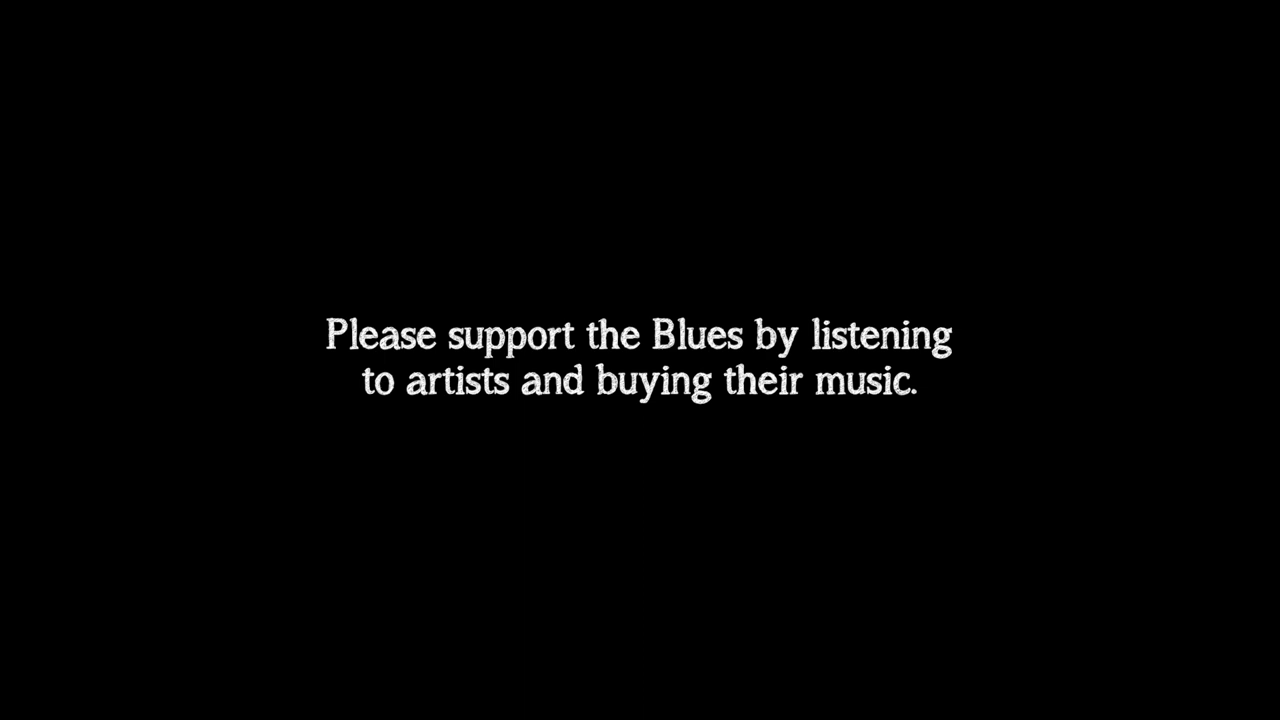 Please support the Blues by listening
to artists and buying their music.